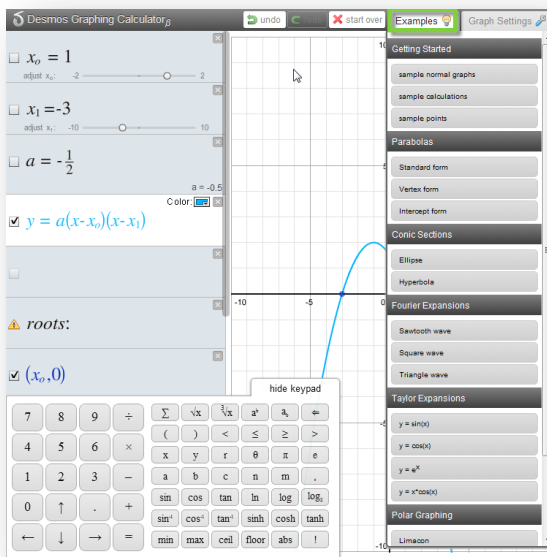 Desmos Graphing Calculator β
undo
start over
Examples
Graph Settings
x₀ = 1
adjust x₀: -2 2
x₁ = -3
adjust x₁: -10 10
a = -1/2
a = -0.5
Color:
y = a(x-x₀)(x-x₁)
roots:
(x₀,0)
10
5
-10 -5 0
-5
-10
Getting Started
sample normal graphs
sample calculations
sample points
Parabolas
Standard form
Vertex form
Intercept form
Conic Sections
Ellipse
Hyperbola
Fourier Expansions
Sawtooth wave
Square wave
Triangle wave
Taylor Expansions
y = sin(x)
y = cos(x)
y = eˣ
y = x*cos(x)
Polar Graphing
Limacon
hide keypad
7 8 9 ÷
4 5 6 ×
1 2 3 −
0 ↑ . +
← ↓ → =
Σ √x ∛x aᵇ aₛ ⇐
( ) < ≤ ≥ >
x y r θ π e
a b c n m ,
sin cos tan ln log log₅
sin⁻¹ cos⁻¹ tan⁻¹ sinh cosh tanh
min max ceil floor abs !